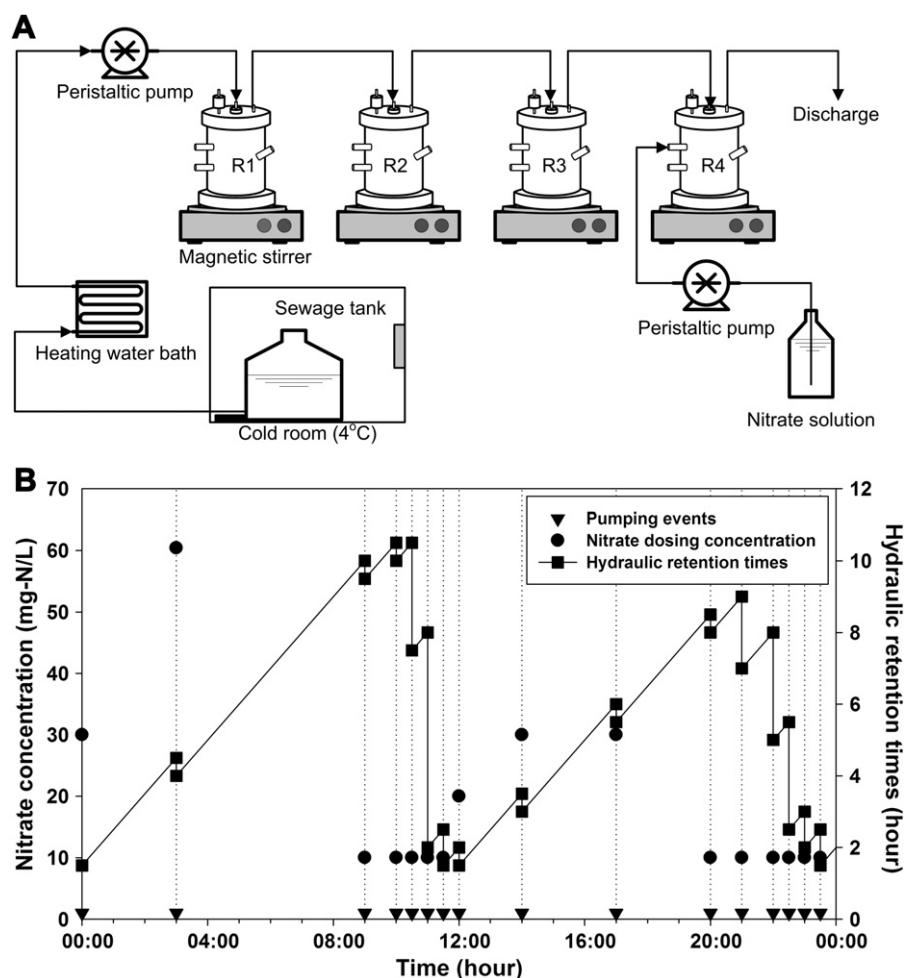 A
Peristaltic pump
R1
R2
R3
R4
Discharge
Magnetic stirrer
Sewage tank
Peristaltic pump
Heating water bath
Cold room (4°C)
Nitrate solution
B
Nitrate concentration (mg-N/L)
70
60
50
40
30
20
10
0
Pumping events
Nitrate dosing concentration
Hydraulic retention times
12
10
8
6
4
2
0
Hydraulic retention times (hour)
00:00 04:00 08:00 12:00 16:00 20:00 00:00
Time (hour)